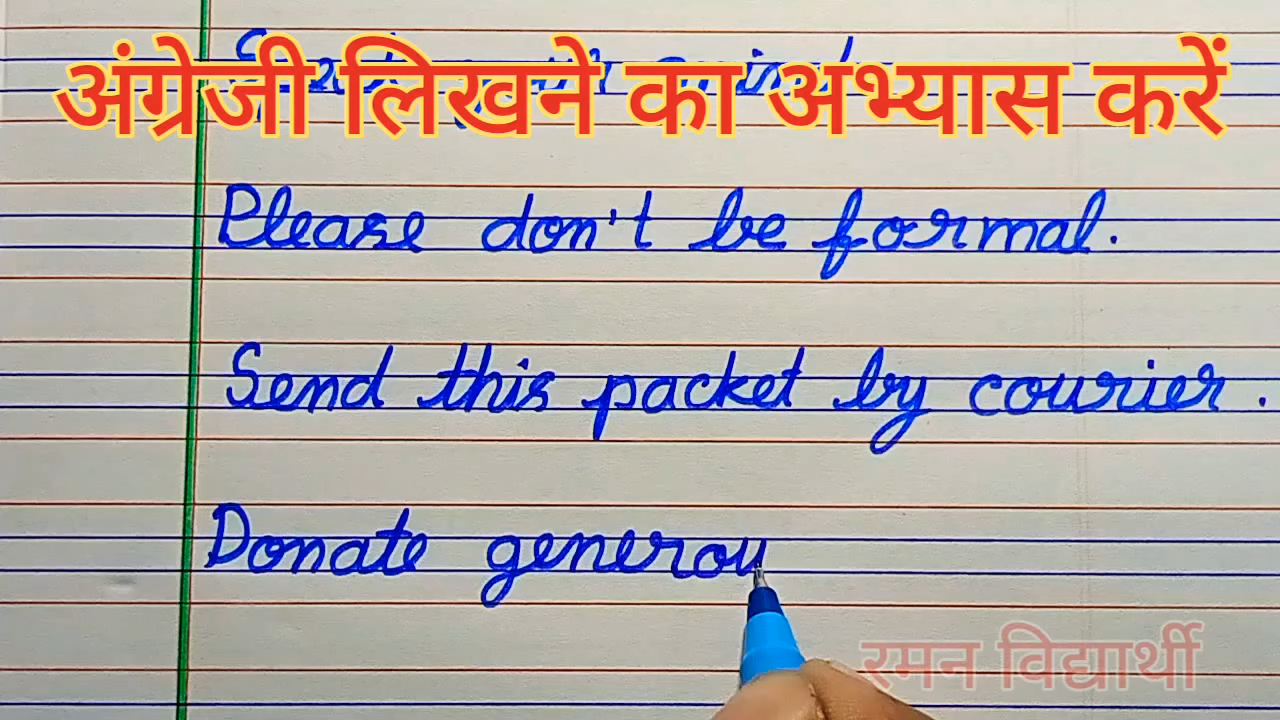 अंग्रेजी लिखने का अभ्यास करें
Please don't be formal.
Send this packet by courier.
Donate generou
रमन विद्यार्थी